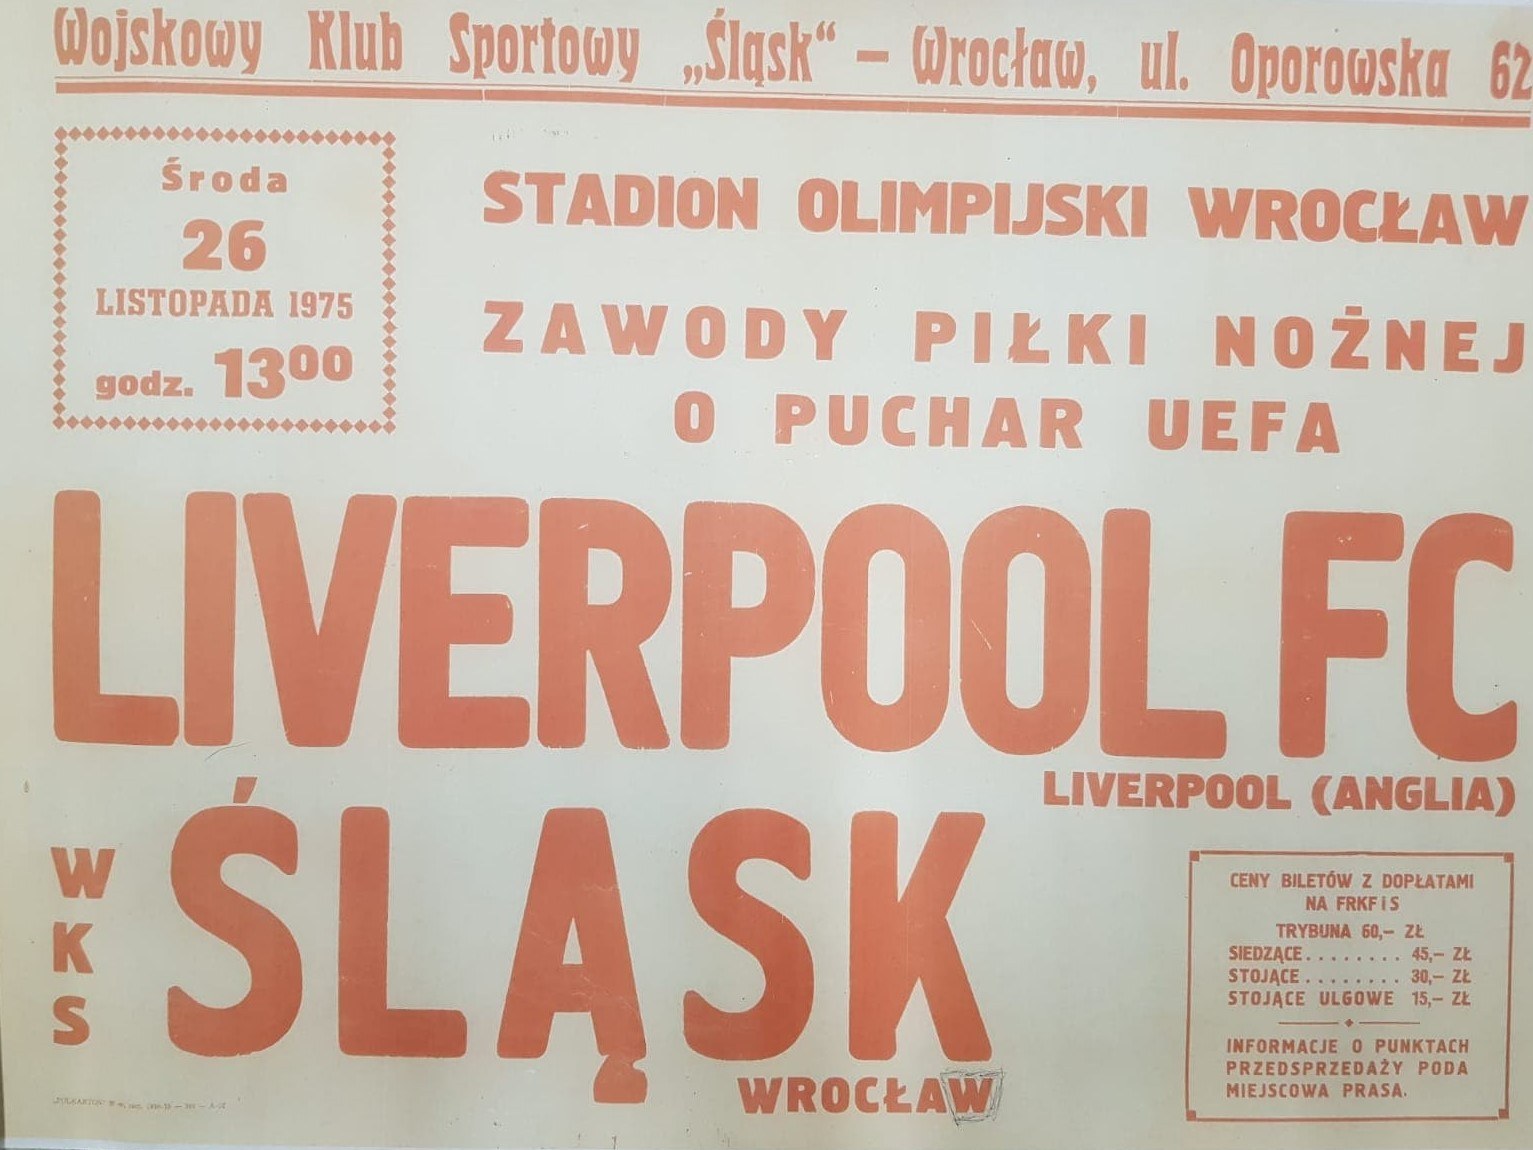 Wojskowy Klub Sportowy „Śląsk“ – Wrocław, ul. Oporowska 62
Środa
26
LISTOPADA 1975
godz. 13⁰⁰
STADION OLIMPIJSKI WROCŁAW
ZAWODY PIŁKI NOŻNEJ
O PUCHAR UEFA
LIVERPOOL FC
LIVERPOOL (ANGLIA)
WKS
ŚLĄSK
WROCŁAW
CENY BILETÓW Z DOPŁATAMI
NA FRKFiS
TRYBUNA 60,– ZŁ
SIEDZĄCE........ 45,– ZŁ
STOJĄCE........ 30,– ZŁ
STOJĄCE ULGOWE 15,– ZŁ
INFORMACJE O PUNKTACH
PRZEDSPRZEDAŻY PODA
MIEJSCOWA PRASA.